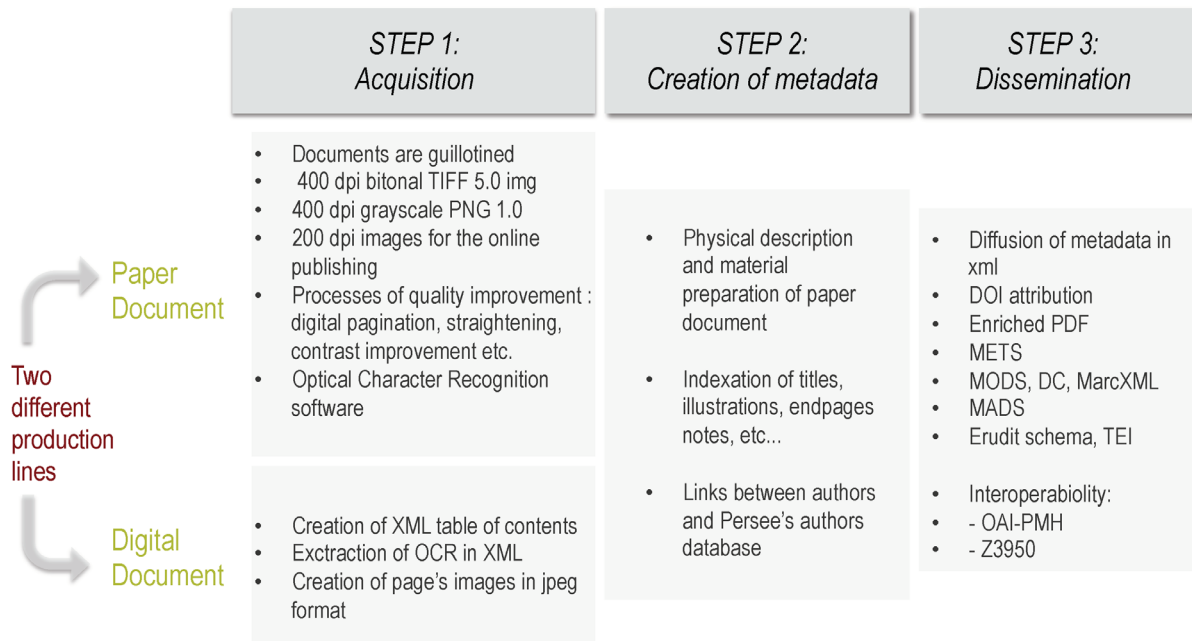 STEP 1:
Acquisition
STEP 2:
Creation of metadata
STEP 3:
Dissemination
Two
different
production
lines
Paper
Document
Digital
Document
• Documents are guillotined
• 400 dpi bitonal TIFF 5.0 img
• 400 dpi grayscale PNG 1.0
• 200 dpi images for the online
publishing
• Processes of quality improvement :
digital pagination, straightening,
contrast improvement etc.
• Optical Character Recognition
software
• Creation of XML table of contents
• Exctraction of OCR in XML
• Creation of page's images in jpeg
format
• Physical description
and material
preparation of paper
document
• Indexation of titles,
illustrations, endpages
notes, etc...
• Links between authors
and Persee's authors
database
• Diffusion of metadata in
xml
• DOI attribution
• Enriched PDF
• METS
• MODS, DC, MarcXML
• MADS
• Erudit schema, TEI
• Interoperabiolity:
• - OAI-PMH
• - Z3950